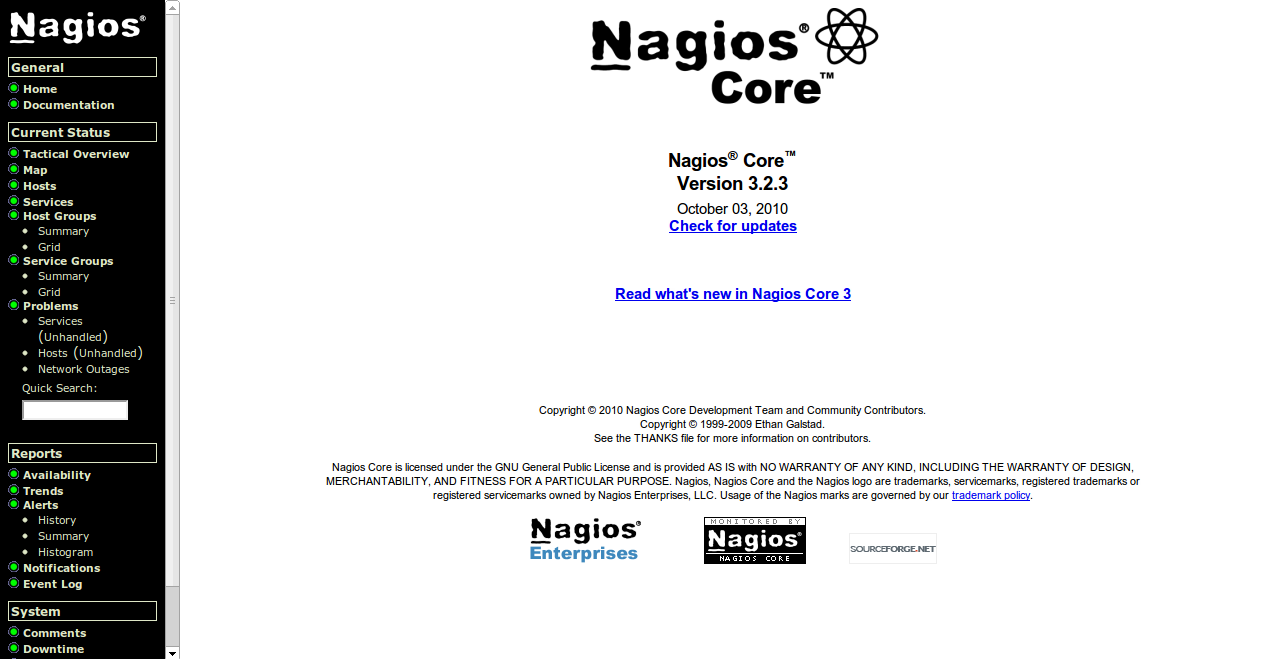 Nagios®
General
Home
Documentation
Current Status
Tactical Overview
Map
Hosts
Services
Host Groups
Summary
Grid
Service Groups
Summary
Grid
Problems
Services
(Unhandled)
Hosts (Unhandled)
Network Outages
Quick Search:
Reports
Availability
Trends
Alerts
History
Summary
Histogram
Notifications
Event Log
System
Comments
Downtime
Nagios®
Core™
Nagios® Core™
Version 3.2.3
October 03, 2010
Check for updates
Read what's new in Nagios Core 3
Copyright © 2010 Nagios Core Development Team and Community Contributors.
Copyright © 1999-2009 Ethan Galstad.
See the THANKS file for more information on contributors.
Nagios Core is licensed under the GNU General Public License and is provided AS IS with NO WARRANTY OF ANY KIND, INCLUDING THE WARRANTY OF DESIGN,
MERCHANTABILITY, AND FITNESS FOR A PARTICULAR PURPOSE. Nagios, Nagios Core and the Nagios logo are trademarks, servicemarks, registered trademarks or
registered servicemarks owned by Nagios Enterprises, LLC. Usage of the Nagios marks are governed by our trademark policy.
Nagios®
Enterprises
MONITORED BY
Nagios®
NAGIOS CORE
SOURCEFORGE.NET